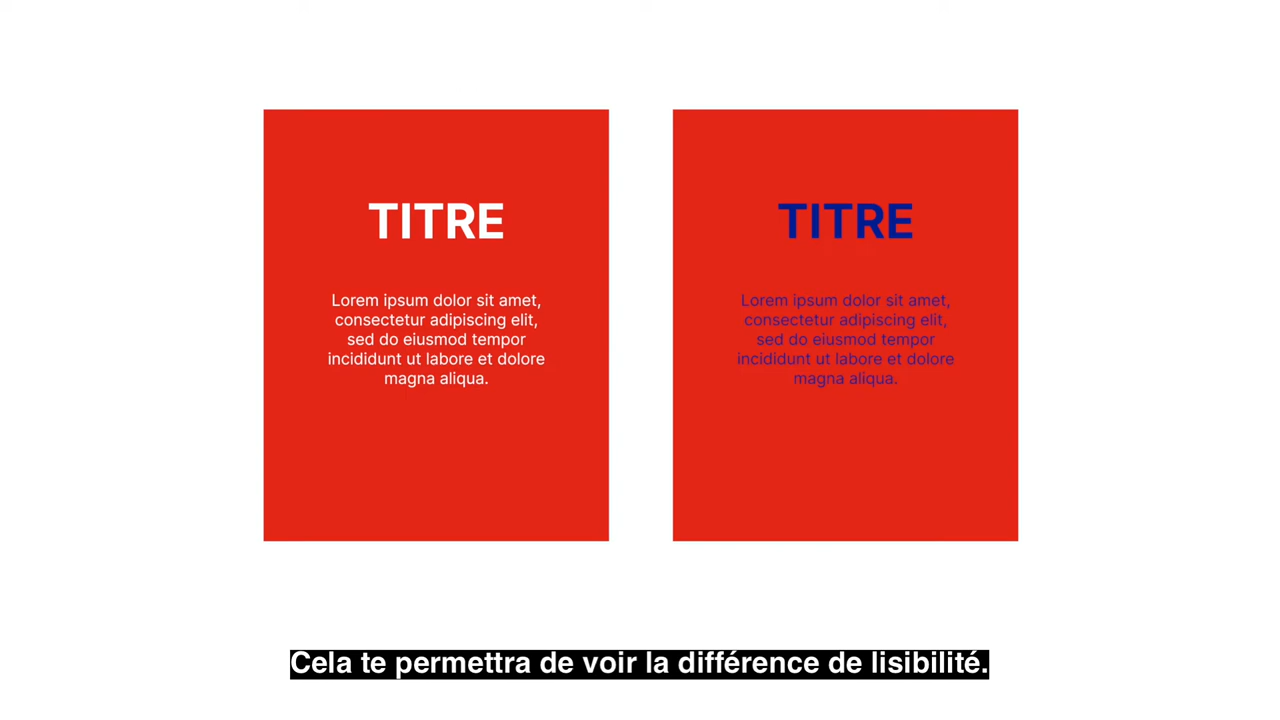 TITRE
Lorem ipsum dolor sit amet,
consectetur adipiscing elit,
sed do eiusmod tempor
incididunt ut labore et dolore
magna aliqua.
TITRE
Lorem ipsum dolor sit amet,
consectetur adipiscing elit,
sed do eiusmod tempor
incididunt ut labore et dolore
magna aliqua.
Cela te permettra de voir la différence de lisibilité.